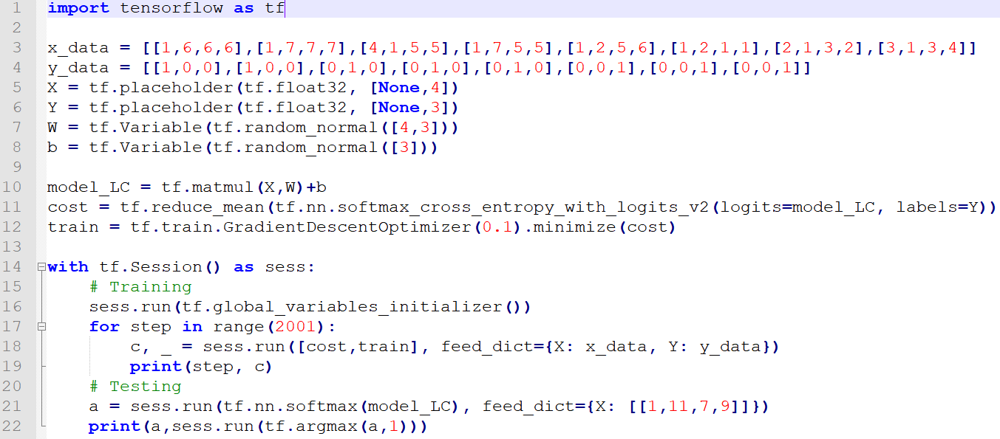 1 import tensorflow as tf
2
3 x_data = [[1,6,6,6],[1,7,7,7],[4,1,5,5],[1,7,5,5],[1,2,5,6],[1,2,1,1],[2,1,3,2],[3,1,3,4]]
4 y_data = [[1,0,0],[1,0,0],[0,1,0],[0,1,0],[0,1,0],[0,0,1],[0,0,1],[0,0,1]]
5 X = tf.placeholder(tf.float32, [None,4])
6 Y = tf.placeholder(tf.float32, [None,3])
7 W = tf.Variable(tf.random_normal([4,3]))
8 b = tf.Variable(tf.random_normal([3]))
9
10 model_LC = tf.matmul(X,W)+b
11 cost = tf.reduce_mean(tf.nn.softmax_cross_entropy_with_logits_v2(logits=model_LC, labels=Y))
12 train = tf.train.GradientDescentOptimizer(0.1).minimize(cost)
13
14 with tf.Session() as sess:
15     # Training
16     sess.run(tf.global_variables_initializer())
17     for step in range(2001):
18         c, _ = sess.run([cost,train], feed_dict={X: x_data, Y: y_data})
19         print(step, c)
20     # Testing
21     a = sess.run(tf.nn.softmax(model_LC), feed_dict={X: [[1,11,7,9]]})
22     print(a,sess.run(tf.argmax(a,1)))